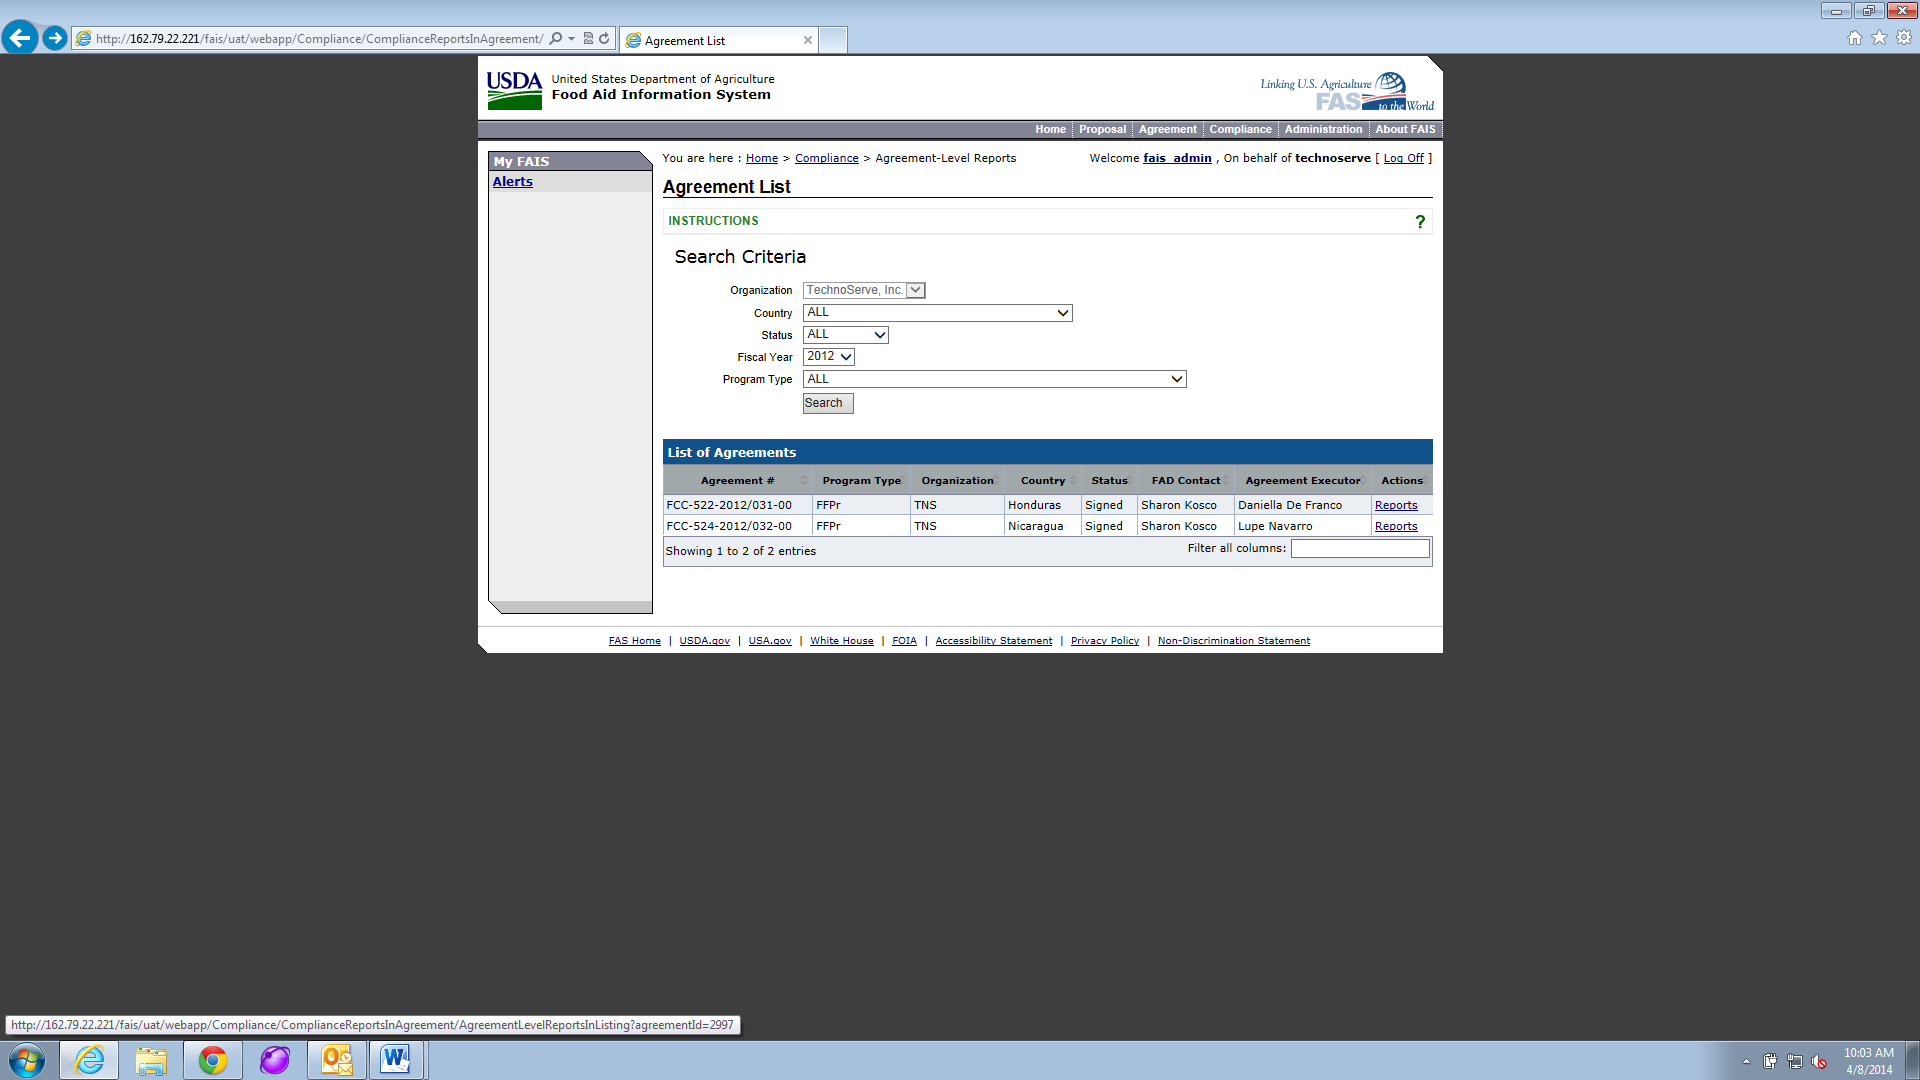 http://162.79.22.221/fais/uat/webapp/Compliance/ComplianceReportsInAgreement/
Agreement List
USDA
United States Department of Agriculture
Food Aid Information System
Linking U.S. Agriculture
FAS to the World
Home Proposal Agreement Compliance Administration About FAIS
My FAIS
Alerts
You are here : Home > Compliance > Agreement-Level Reports
Welcome fais_admin , On behalf of technoserve [ Log Off ]
Agreement List
INSTRUCTIONS ?
Search Criteria
Organization TechnoServe, Inc.
Country ALL
Status ALL
Fiscal Year 2012
Program Type ALL
Search
List of Agreements
Agreement # Program Type Organization Country Status FAD Contact Agreement Executor Actions
FCC-522-2012/031-00 FFPr TNS Honduras Signed Sharon Kosco Daniella De Franco Reports
FCC-524-2012/032-00 FFPr TNS Nicaragua Signed Sharon Kosco Lupe Navarro Reports
Showing 1 to 2 of 2 entries Filter all columns:
FAS Home | USDA.gov | USA.gov | White House | FOIA | Accessibility Statement | Privacy Policy | Non-Discrimination Statement
http://162.79.22.221/fais/uat/webapp/Compliance/ComplianceReportsInAgreement/AgreementLevelReportsInListing?agreementId=2997
10:03 AM
4/8/2014